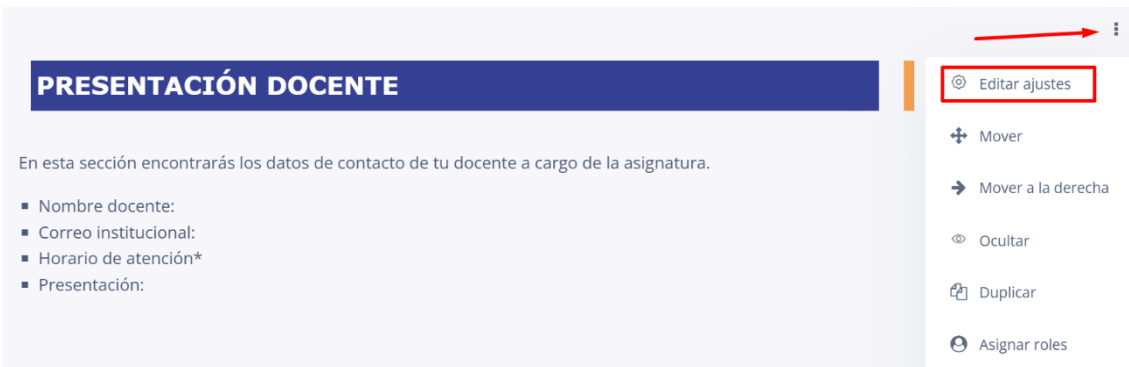 PRESENTACIÓN DOCENTE
En esta sección encontrarás los datos de contacto de tu docente a cargo de la asignatura.
Nombre docente:
Correo institucional:
Horario de atención*
Presentación:
Editar ajustes
Mover
Mover a la derecha
Ocultar
Duplicar
Asignar roles